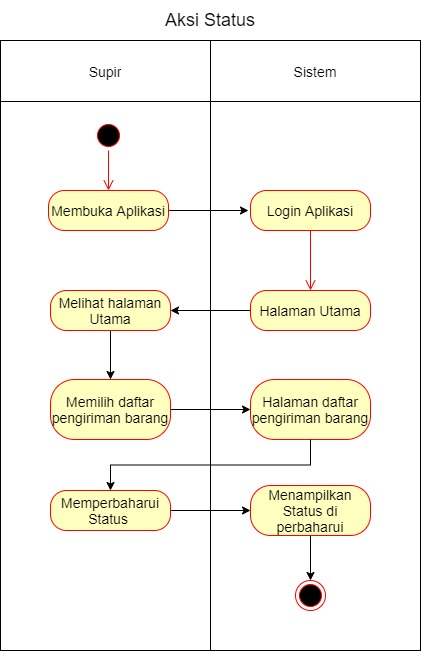 Aksi Status
Supir
Sistem
Membuka Aplikasi
Login Aplikasi
Melihat halaman
Utama
Halaman Utama
Memilih daftar
pengiriman barang
Halaman daftar
pengiriman barang
Memperbaharui
Status
Menampilkan
Status di
perbaharui